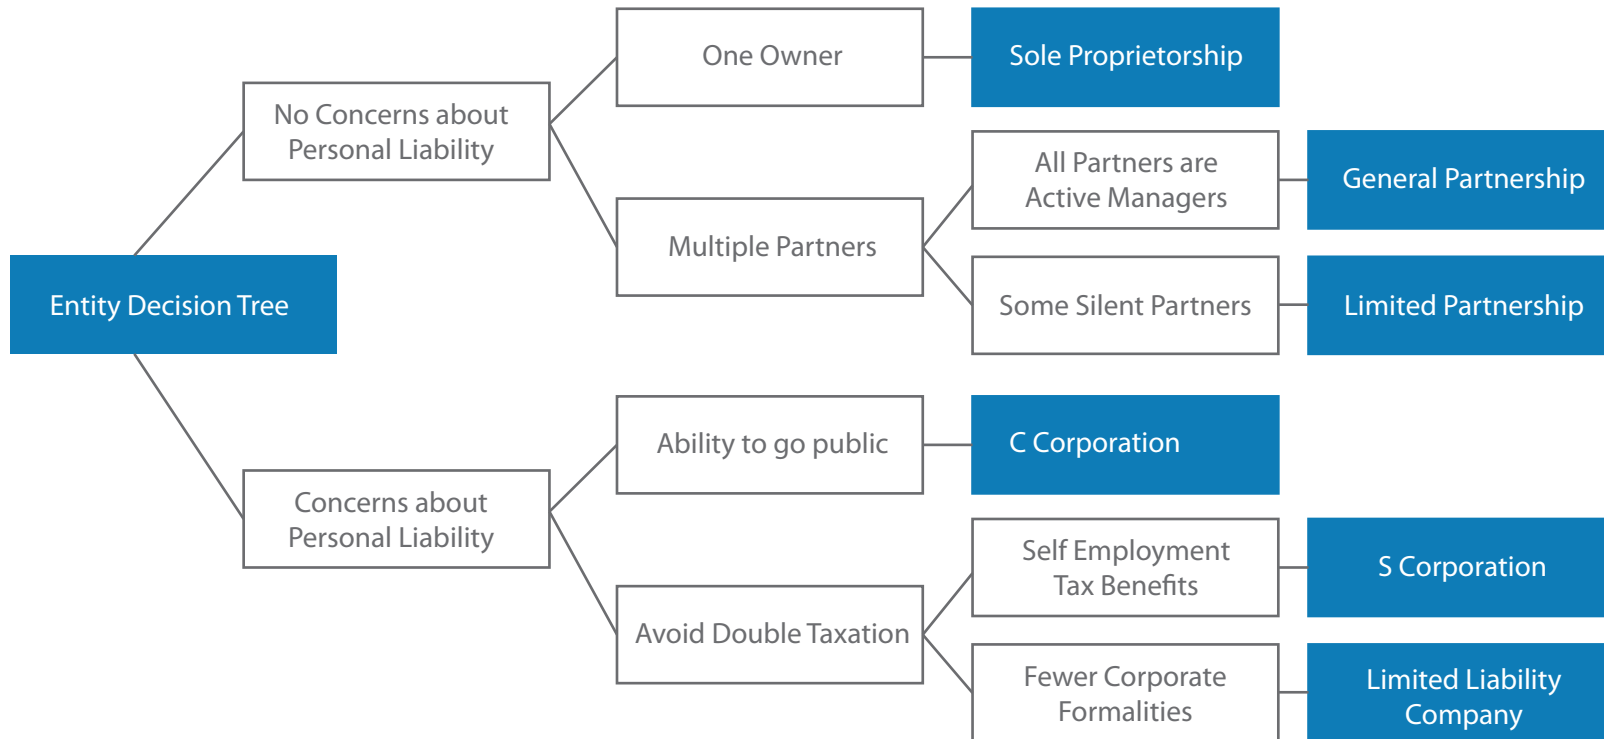 One Owner
Sole Proprietorship
No Concerns about
Personal Liability
All Partners are
Active Managers
General Partnership
Multiple Partners
Entity Decision Tree
Some Silent Partners
Limited Partnership
Ability to go public
C Corporation
Concerns about
Personal Liability
Self Employment
Tax Benefits
S Corporation
Avoid Double Taxation
Fewer Corporate
Formalities
Limited Liability
Company